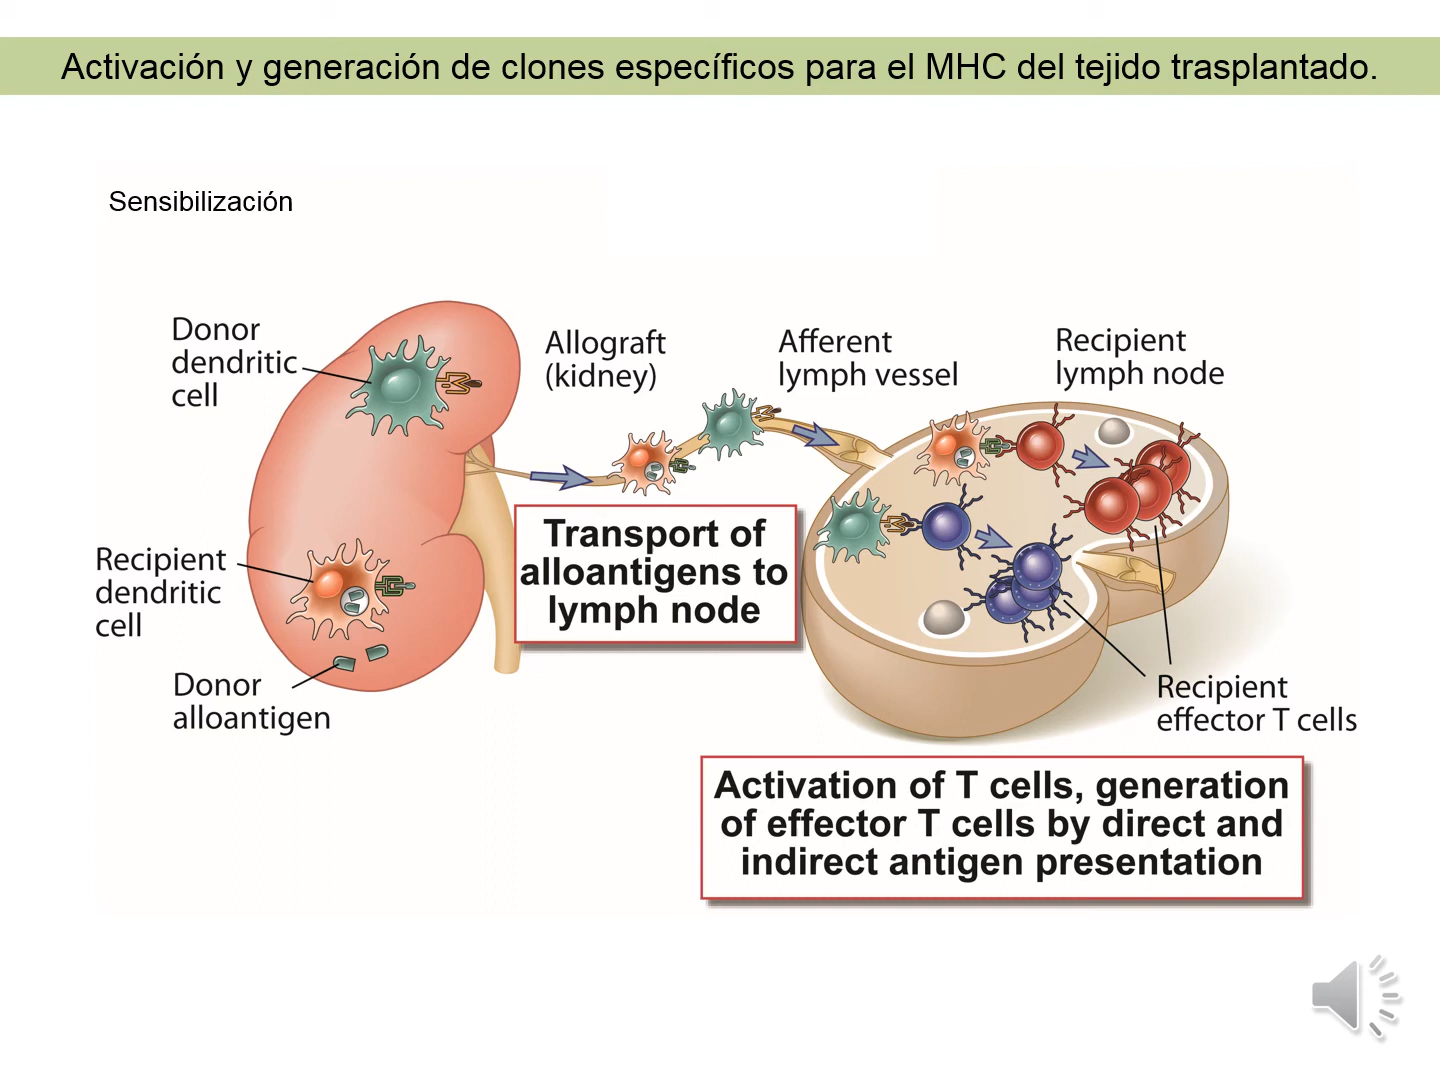 Activación y generación de clones específicos para el MHC del tejido trasplantado.
Sensibilización
Donor
dendritic
cell
Allograft
(kidney)
Afferent
lymph vessel
Recipient
lymph node
Transport of
alloantigens to
lymph node
Recipient
dendritic
cell
Donor
alloantigen
Recipient
effector T cells
Activation of T cells, generation
of effector T cells by direct and
indirect antigen presentation